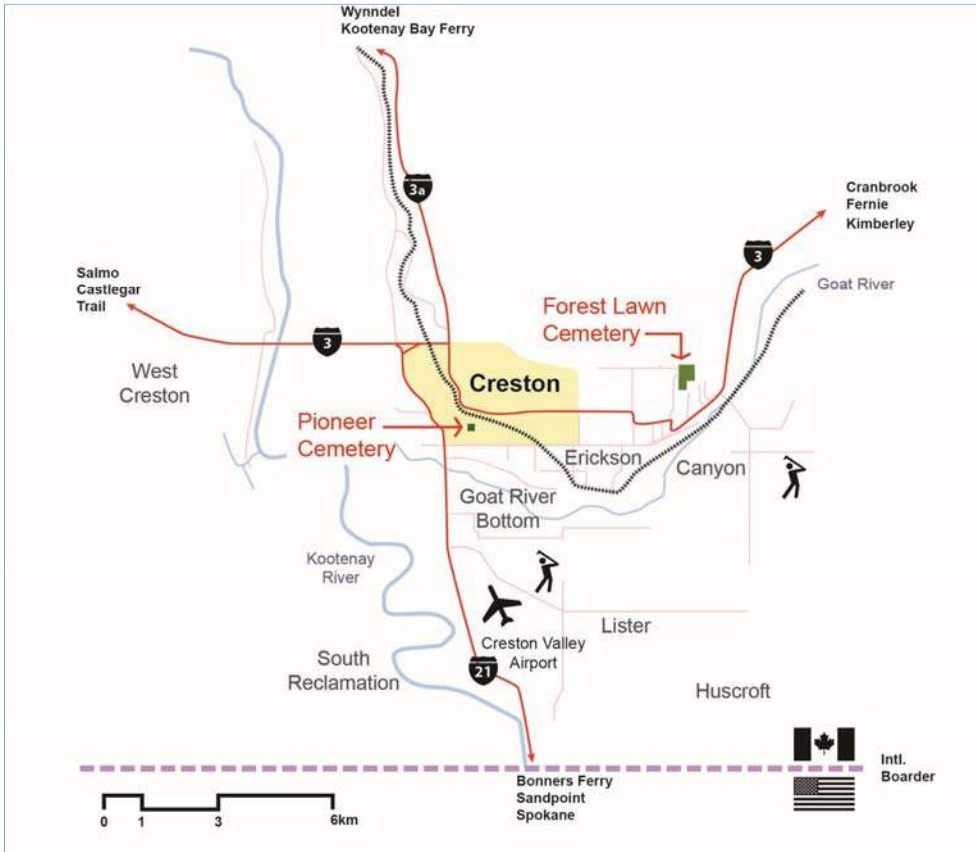 Wynndel
Kootenay Bay Ferry
3a
Cranbrook
Fernie
Kimberley
3
Goat River
Salmo
Castlegar
Trail
3
Forest Lawn
Cemetery
West
Creston
Creston
Pioneer
Cemetery
Erickson
Canyon
Goat River
Bottom
Kootenay
River
Lister
Creston Valley
Airport
South
Reclamation
21
Huscroft
Intl.
Boarder
Bonners Ferry
Sandpoint
Spokane
0 1 3 6km